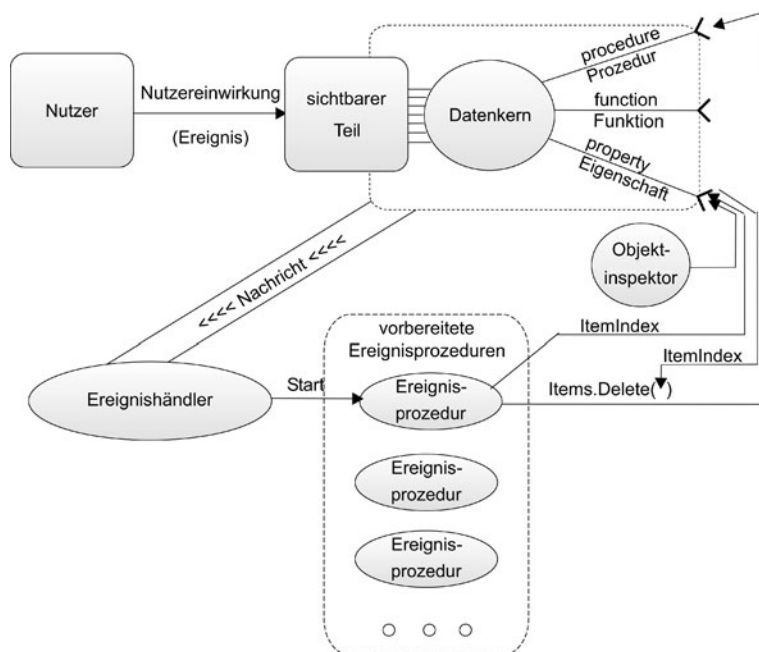 procedure
Prozedur
Nutzer
Nutzereinwirkung
(Ereignis)
sichtbarer
Teil
Datenkern
function
Funktion
property
Eigenschaft
Objekt-
inspektor
<<<< Nachricht <<<<
vorbereitete
Ereignisprozeduren
ItemIndex
ItemIndex
Ereignishändler
Start
Ereignis-
prozedur
Items.Delete( )
Ereignis-
prozedur
Ereignis-
prozedur